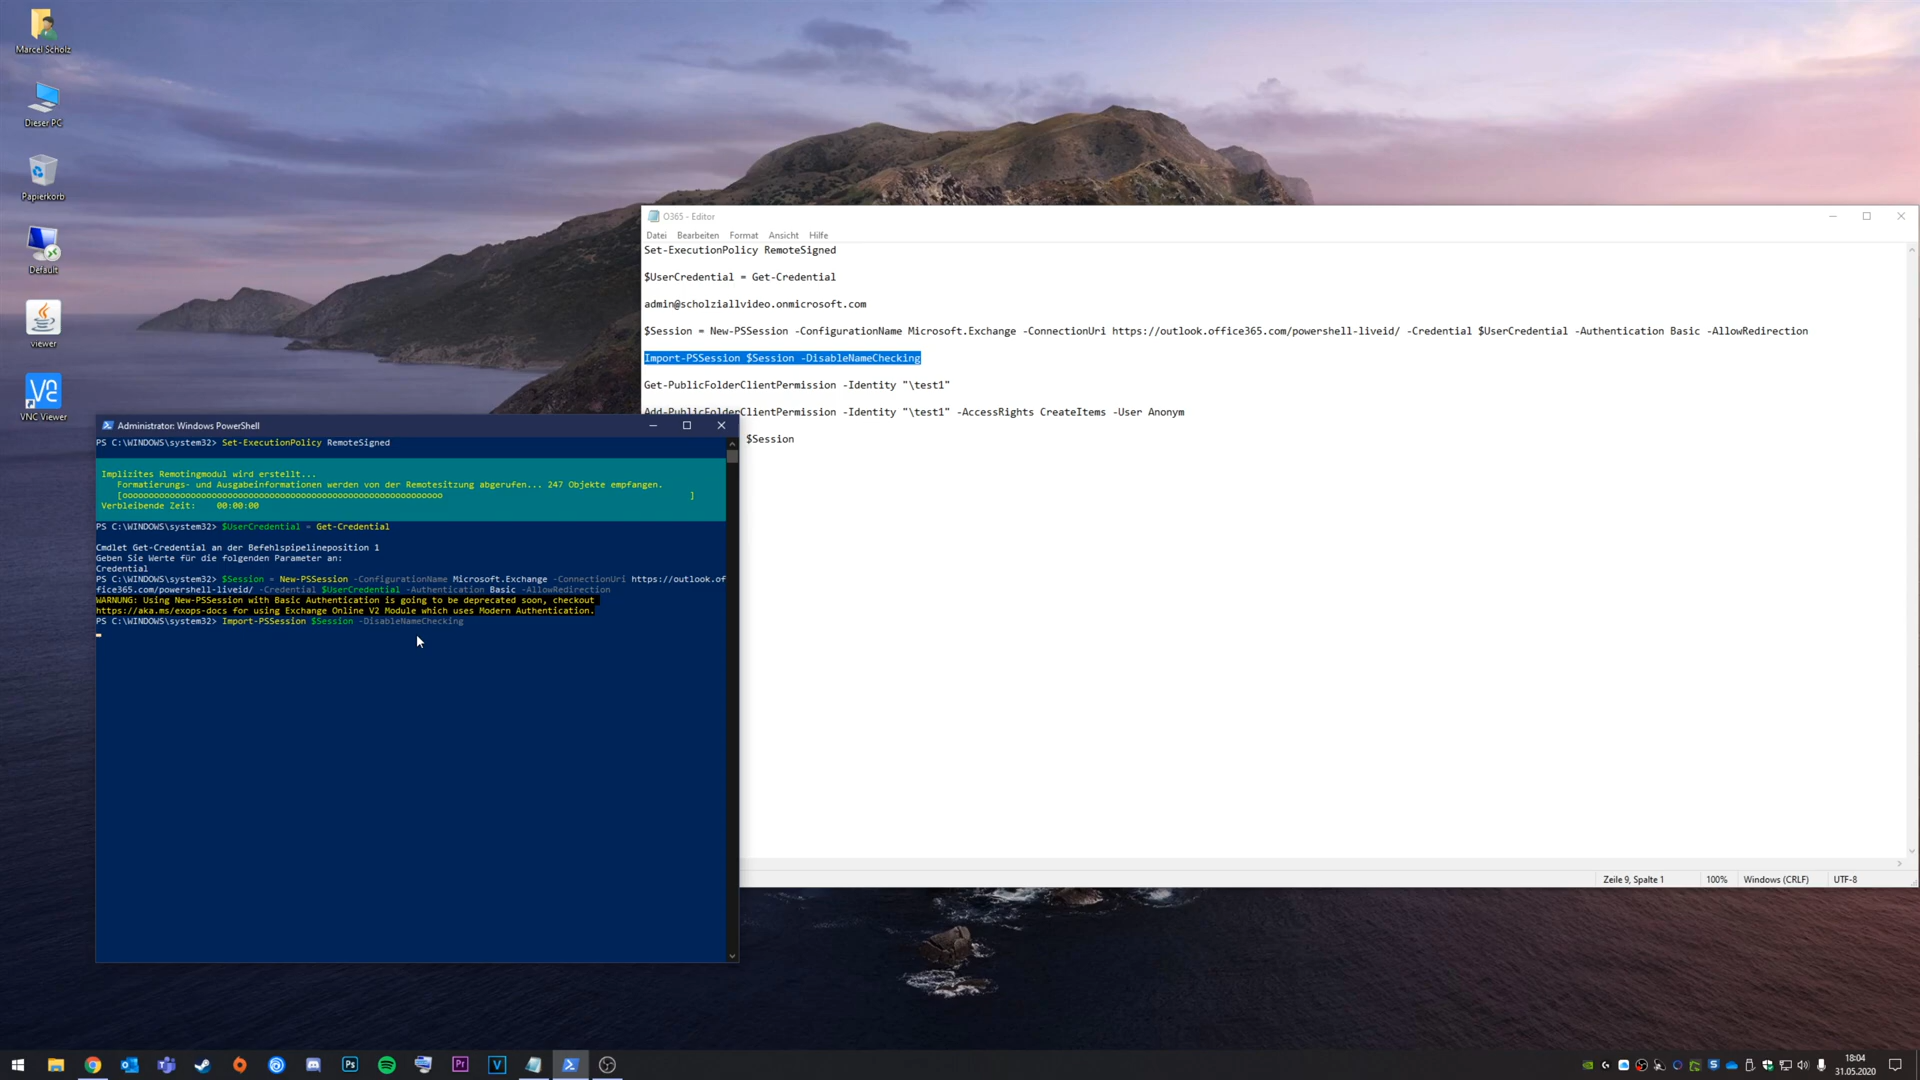 Marcel Scholz
Dieser PC
Papierkorb
Default
viewer
VNC Viewer
O365 - Editor
Datei Bearbeiten Format Ansicht Hilfe
Set-ExecutionPolicy RemoteSigned
$UserCredential = Get-Credential
admin@scholziallvideo.onmicrosoft.com
$Session = New-PSSession -ConfigurationName Microsoft.Exchange -ConnectionUri https://outlook.office365.com/powershell-liveid/ -Credential $UserCredential -Authentication Basic -AllowRedirection
Import-PSSession $Session -DisableNameChecking
Get-PublicFolderClientPermission -Identity "\test1"
Add-PublicFolderClientPermission -Identity "\test1" -AccessRights CreateItems -User Anonym
$Session
Zeile 9, Spalte 1 100% Windows (CRLF) UTF-8
Administrator: Windows PowerShell
PS C:\WINDOWS\system32> Set-ExecutionPolicy RemoteSigned
Implizites Remotingmodul wird erstellt...
Formatierungs- und Ausgabeinformationen werden von der Remotesitzung abgerufen... 247 Objekte empfangen.
[ooooooooooooooooooooooooooooooooooooooooooooooooooooooooooooo ]
Verbleibende Zeit: 00:00:00
PS C:\WINDOWS\system32> $UserCredential = Get-Credential
Cmdlet Get-Credential an der Befehlspipelineposition 1
Geben Sie Werte für die folgenden Parameter an:
Credential
PS C:\WINDOWS\system32> $Session = New-PSSession -ConfigurationName Microsoft.Exchange -ConnectionUri https://outlook.of
fice365.com/powershell-liveid/ -Credential $UserCredential -Authentication Basic -AllowRedirection
WARNUNG: Using New-PSSession with Basic Authentication is going to be deprecated soon, checkout
https://aka.ms/exops-docs for using Exchange Online V2 Module which uses Modern Authentication.
PS C:\WINDOWS\system32> Import-PSSession $Session -DisableNameChecking
Ps
Pr
V
S
18:04
31.05.2020